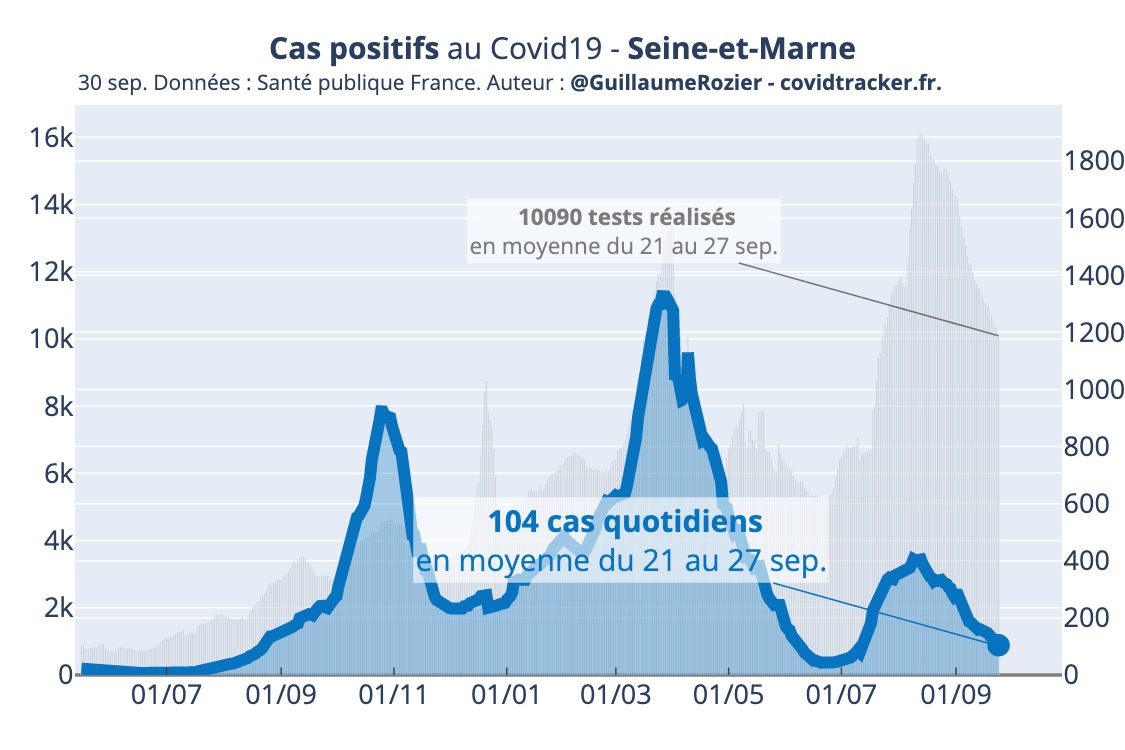 Cas positifs au Covid19 - Seine-et-Marne
30 sep. Données : Santé publique France. Auteur : @GuillaumeRozier - covidtracker.fr.
16k
14k
12k
10k
8k
6k
4k
2k
0
1800
1600
1400
1200
1000
800
600
400
200
0
10090 tests réalisés
en moyenne du 21 au 27 sep.
104 cas quotidiens
en moyenne du 21 au 27 sep.
01/07 01/09 01/11 01/01 01/03 01/05 01/07 01/09